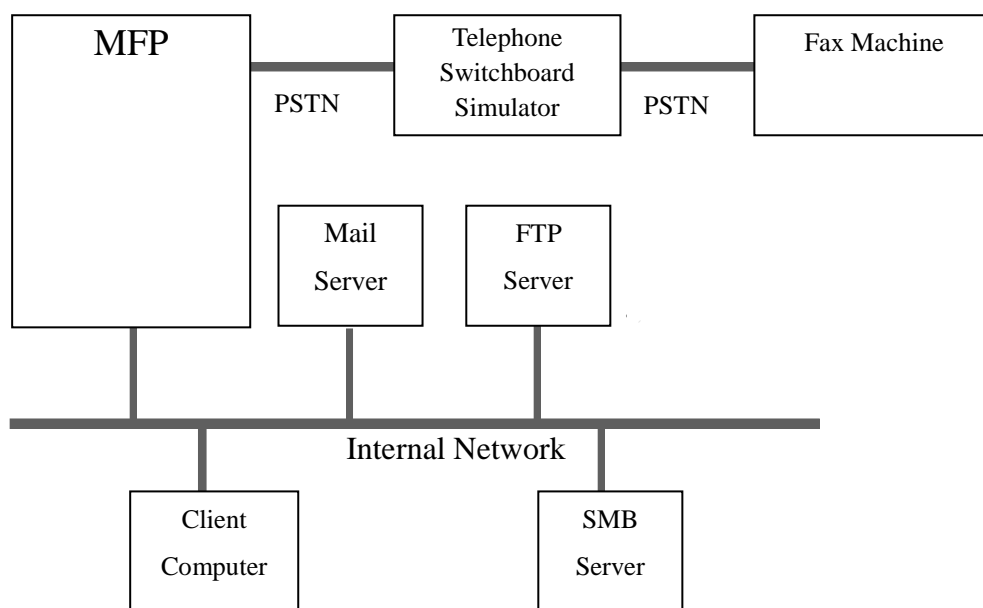 MFP
Telephone
Switchboard
Simulator
Fax Machine
PSTN
PSTN
Mail
Server
FTP
Server
Internal Network
Client
Computer
SMB
Server